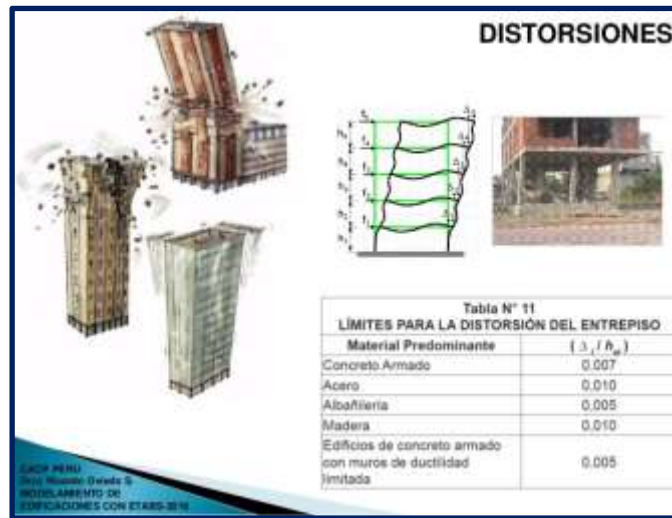 DISTORSIONES
Tabla N° 11
LÍMITES PARA LA DISTORSIÓN DEL ENTREPISO
Material Predominante ( Δ i / h ei )
Concreto Armado 0,007
Acero 0,010
Albañilería 0,005
Madera 0,010
Edificios de concreto armado
con muros de ductilidad 0,005
limitada
PERU
MODELAMIENTO DE
EDIFICACIONES CON ETABS-2016